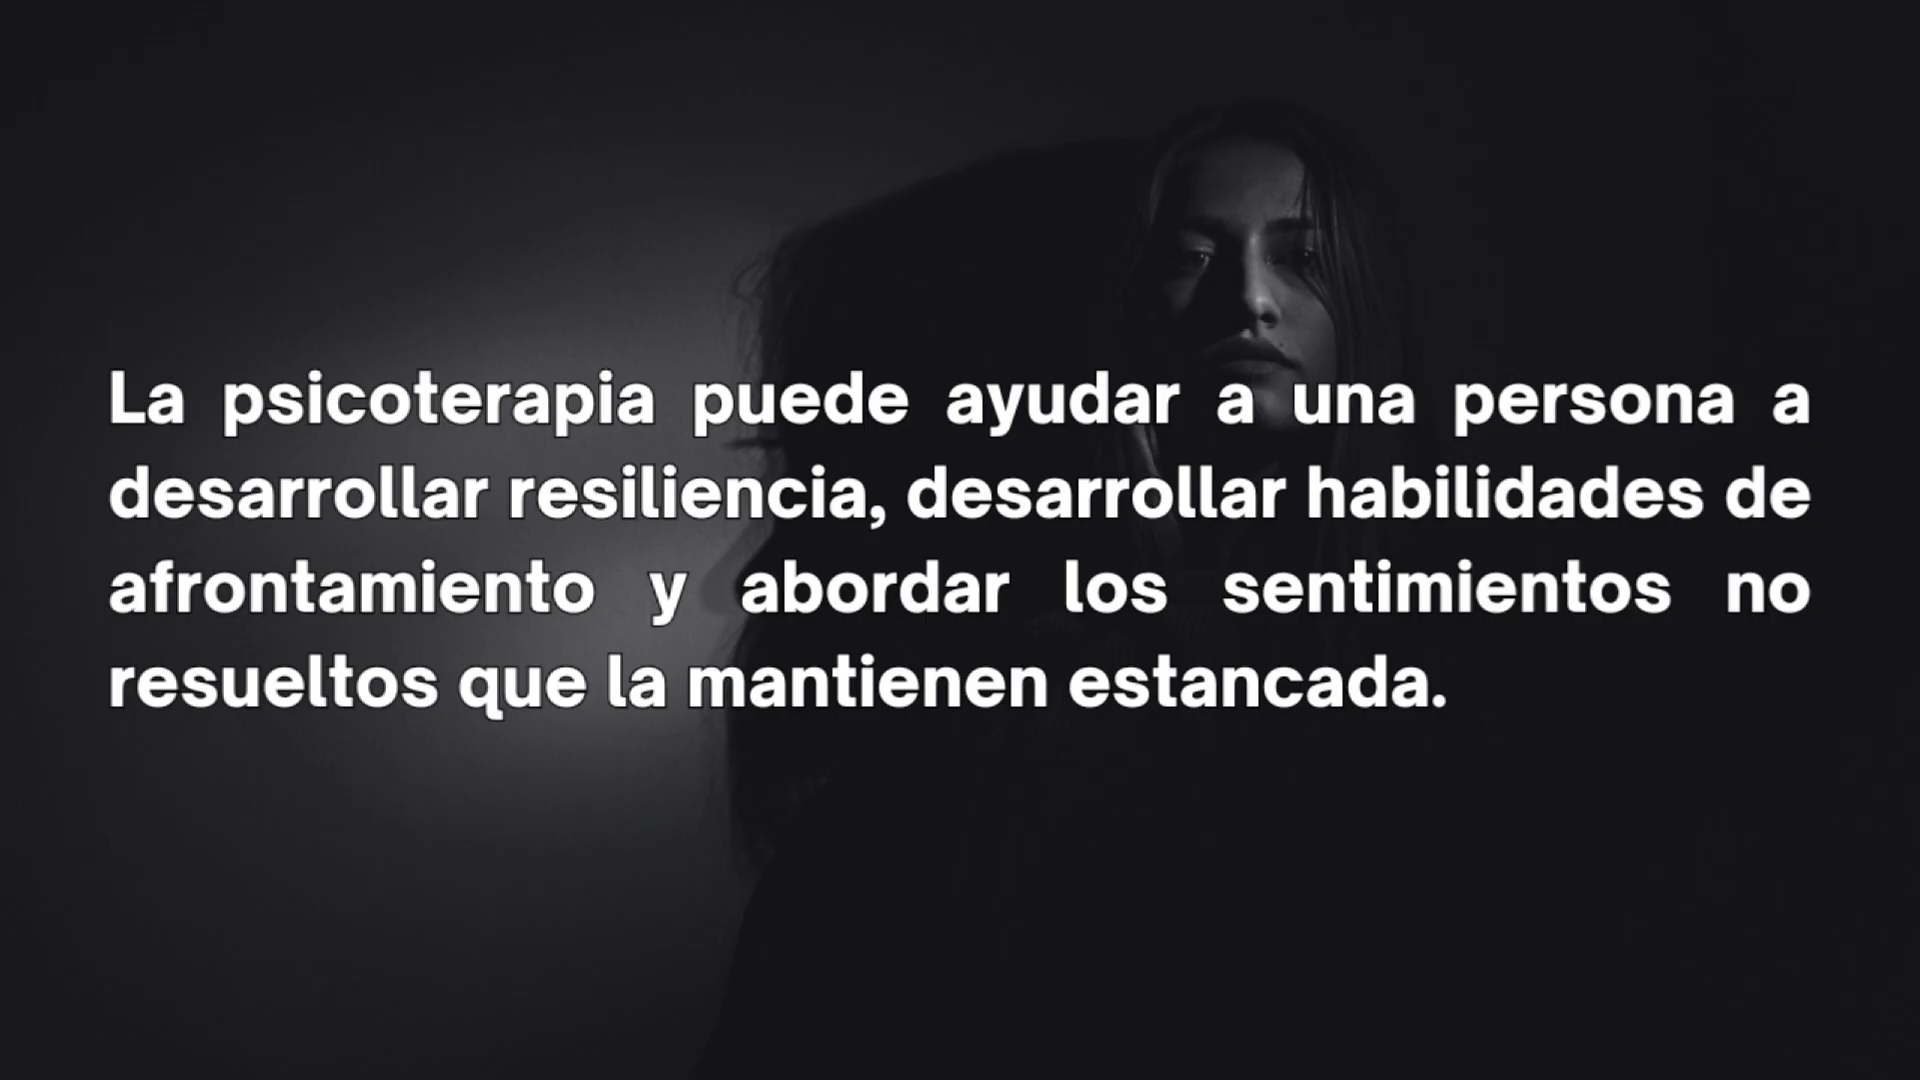 La psicoterapia puede ayudar a una persona a
desarrollar resiliencia, desarrollar habilidades de
afrontamiento y abordar los sentimientos no
resueltos que la mantienen estancada.